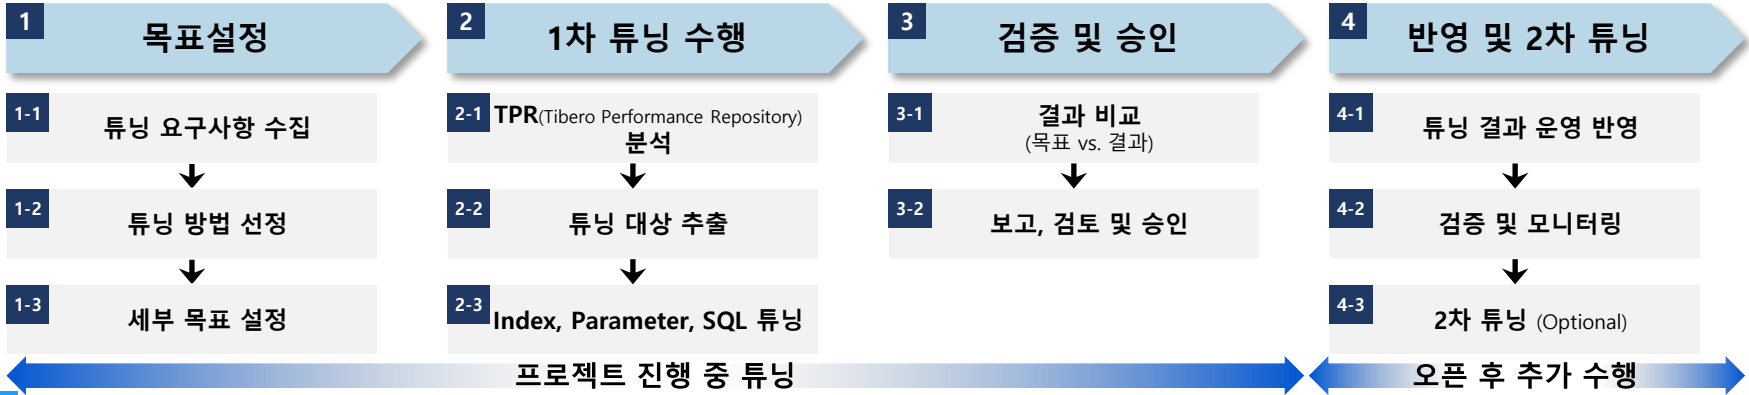 1
목표설정
1-1
튜닝 요구사항 수집
1-2
튜닝 방법 선정
1-3
세부 목표 설정
2
1차 튜닝 수행
2-1
TPR(Tibero Performance Repository)
분석
2-2
튜닝 대상 추출
2-3
Index, Parameter, SQL 튜닝
3
검증 및 승인
3-1
결과 비교
(목표 vs. 결과)
3-2
보고, 검토 및 승인
4
반영 및 2차 튜닝
4-1
튜닝 결과 운영 반영
4-2
검증 및 모니터링
4-3
2차 튜닝 (Optional)
프로젝트 진행 중 튜닝
오픈 후 추가 수행